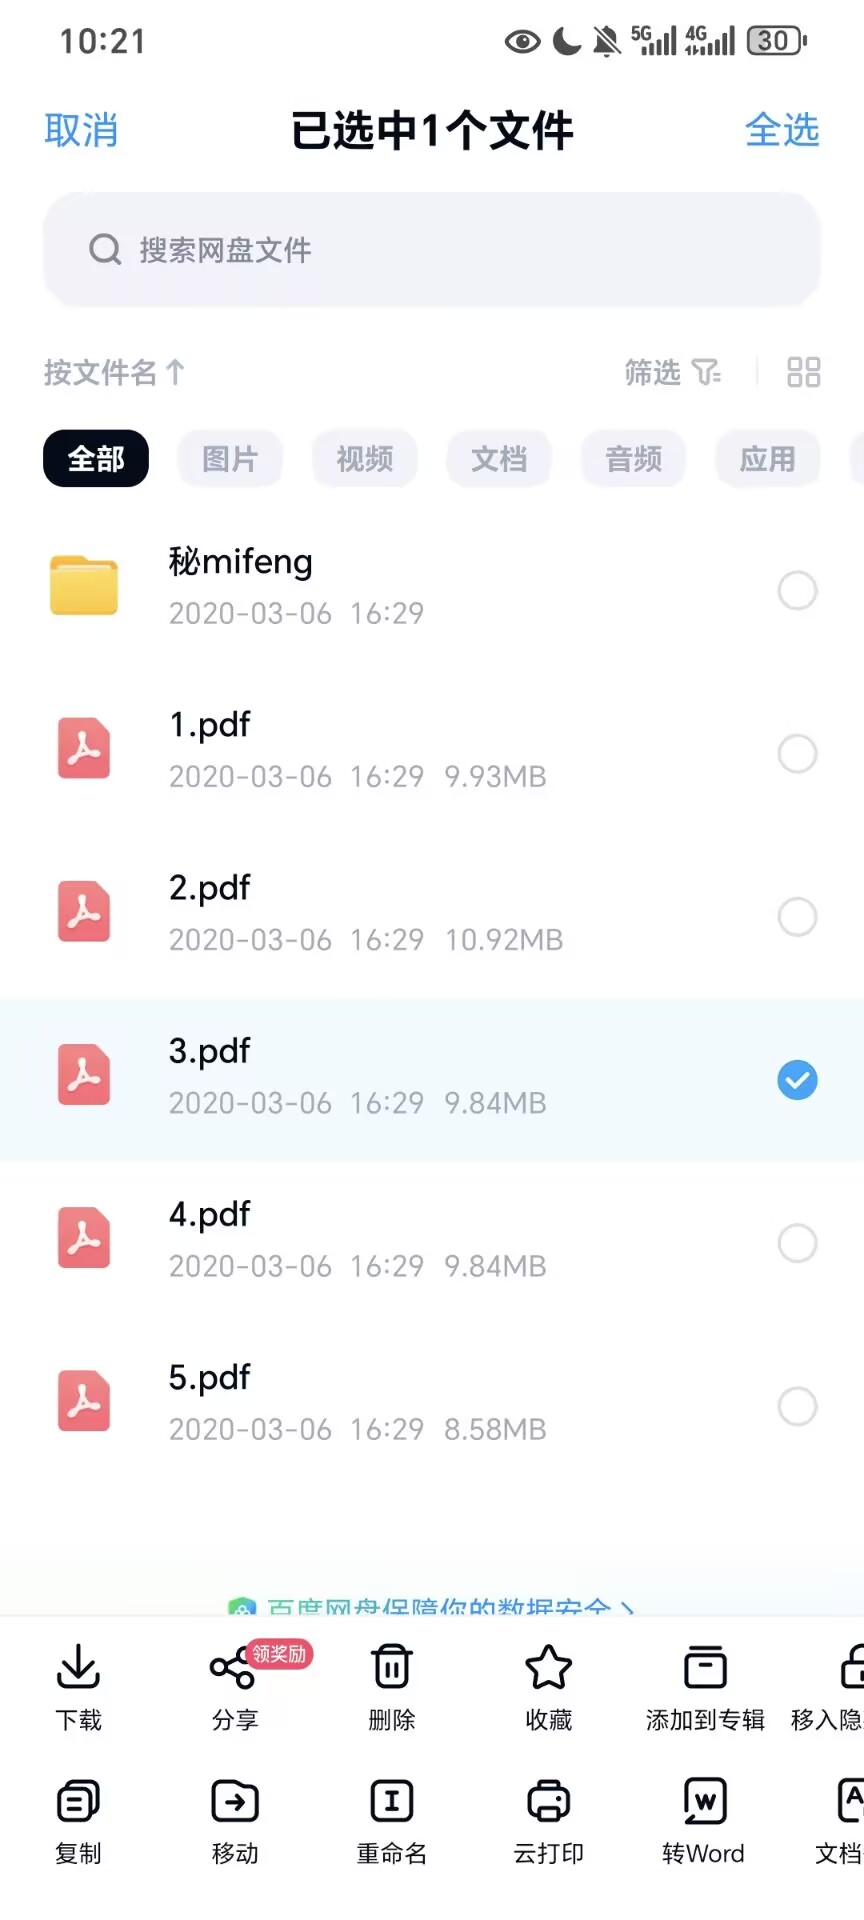 10:21
5G 4G 30
取消 已选中1个文件 全选
搜索网盘文件
按文件名↑ 筛选
全部 图片 视频 文档 音频 应用
秘mifeng
2020-03-06 16:29
1.pdf
2020-03-06 16:29 9.93MB
2.pdf
2020-03-06 16:29 10.92MB
3.pdf
2020-03-06 16:29 9.84MB
4.pdf
2020-03-06 16:29 9.84MB
5.pdf
2020-03-06 16:29 8.58MB
百度网盘保障你的数据安全 >
领奖励
下载 分享 删除 收藏 添加到专辑 移入隐
复制 移动 重命名 云打印 转Word 文档